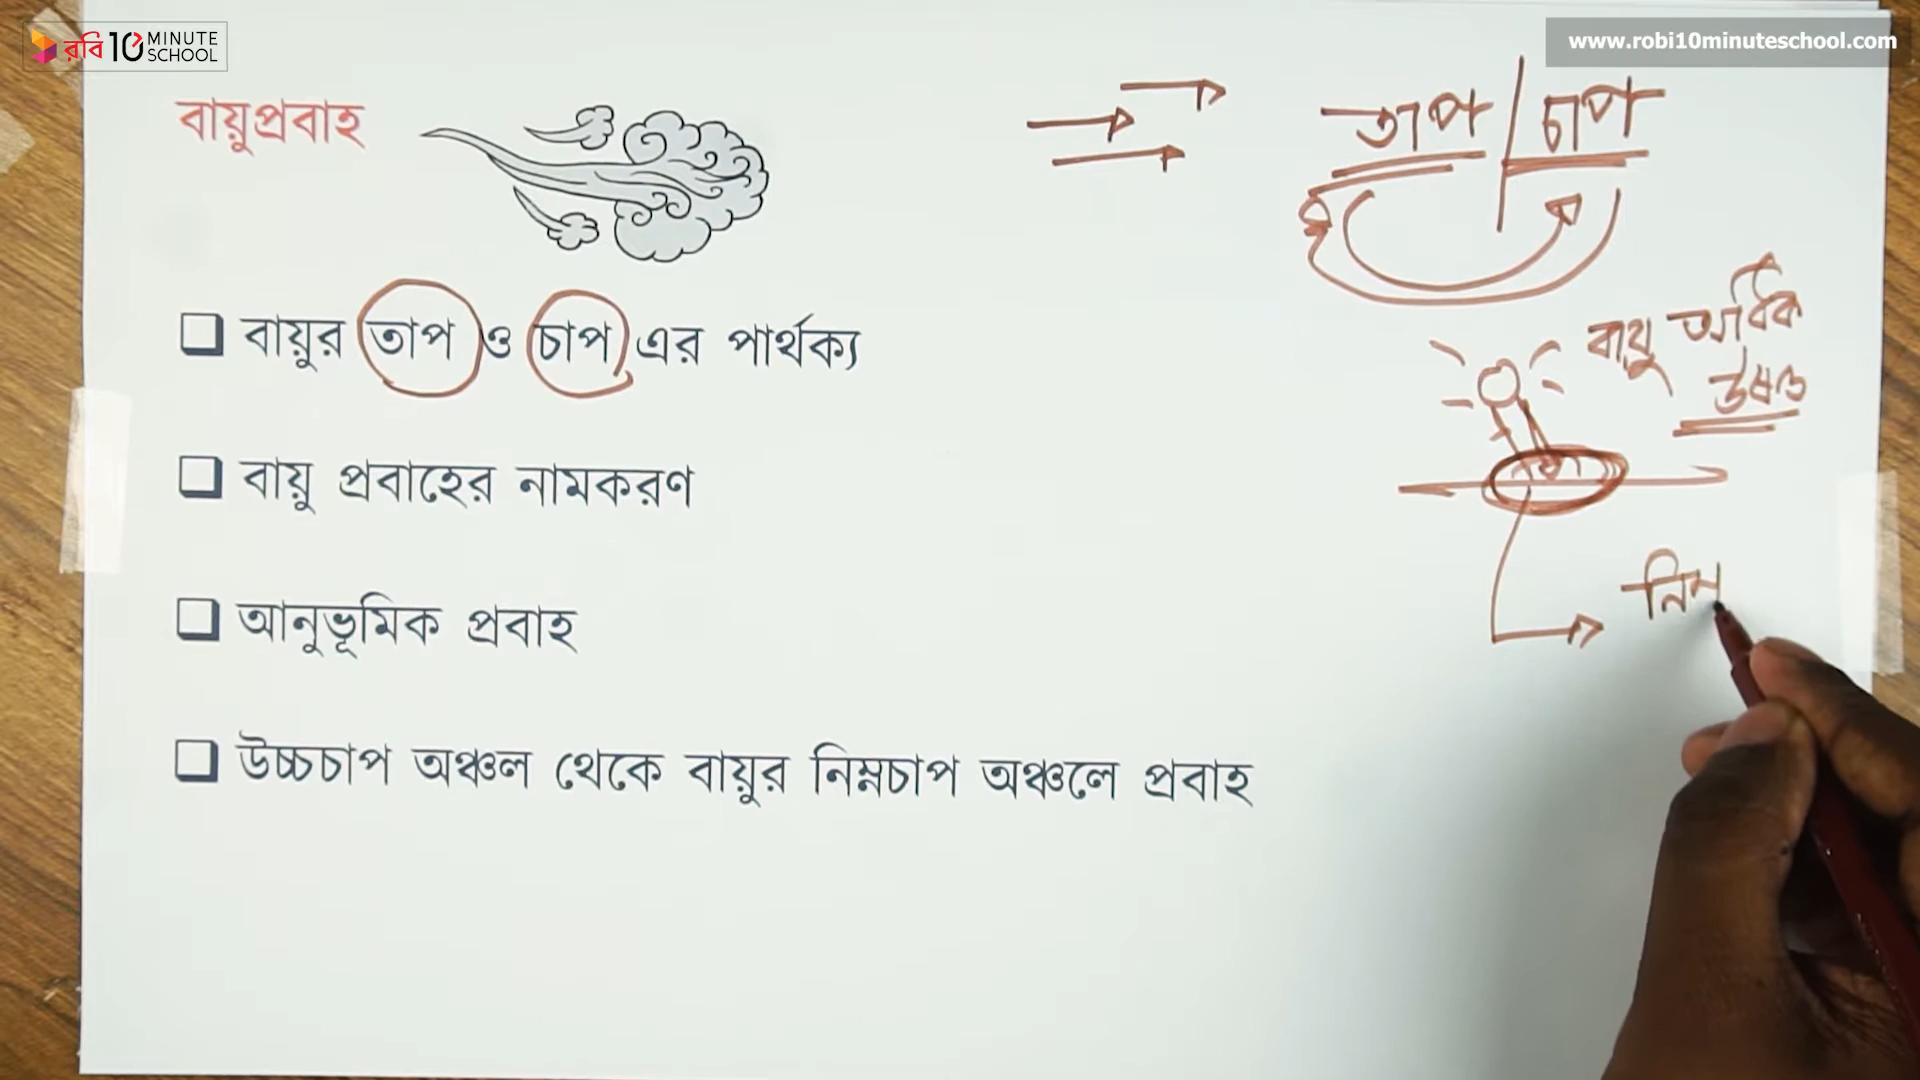 রবি 10 MINUTE SCHOOL
www.robi10minuteschool.com
বায়ুপ্রবাহ
তাপ চাপ
বায়ুর তাপ ও চাপ এর পার্থক্য
বায়ু অধিক
উষ্ণ
বায়ু প্রবাহের নামকরণ
আনুভূমিক প্রবাহ
নিম
উচ্চচাপ অঞ্চল থেকে বায়ুর নিম্নচাপ অঞ্চলে প্রবাহ